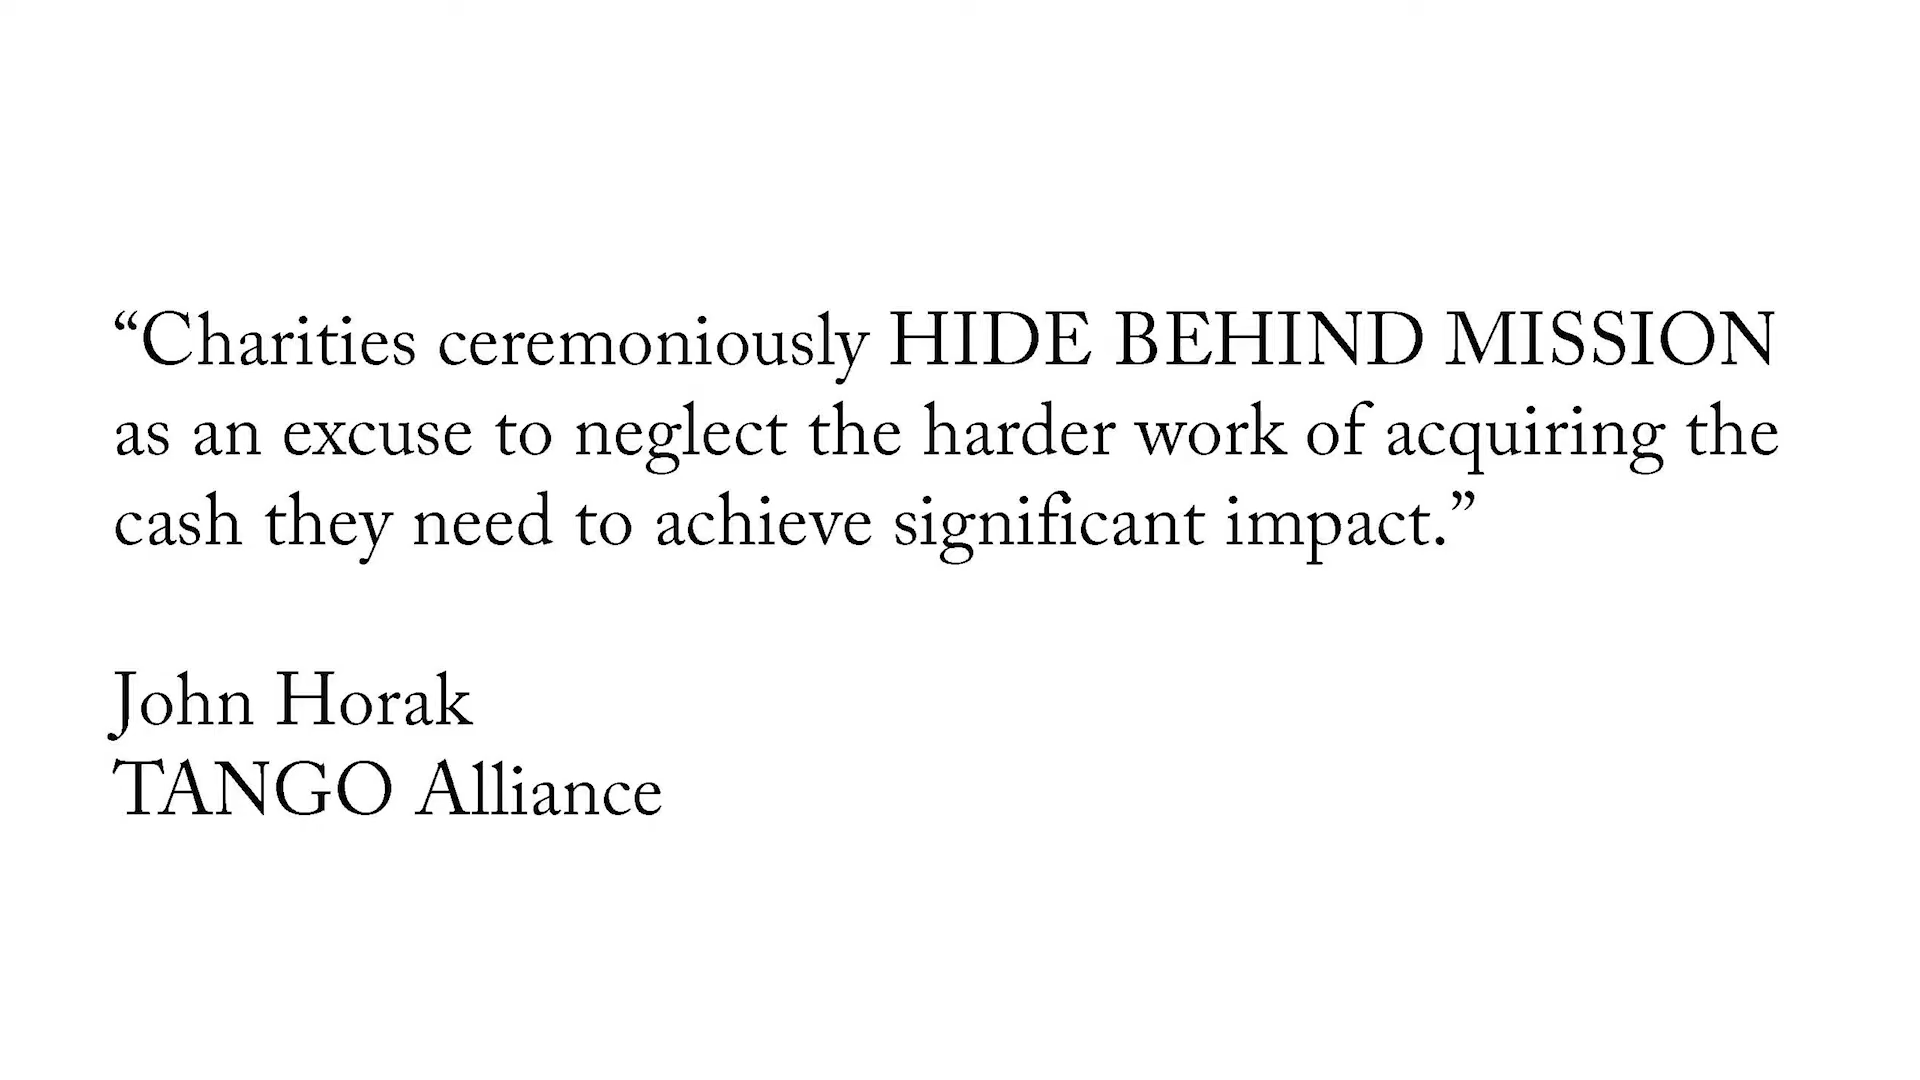 “Charities ceremoniously HIDE BEHIND MISSION
as an excuse to neglect the harder work of acquiring the
cash they need to achieve significant impact.”
John Horak
TANGO Alliance